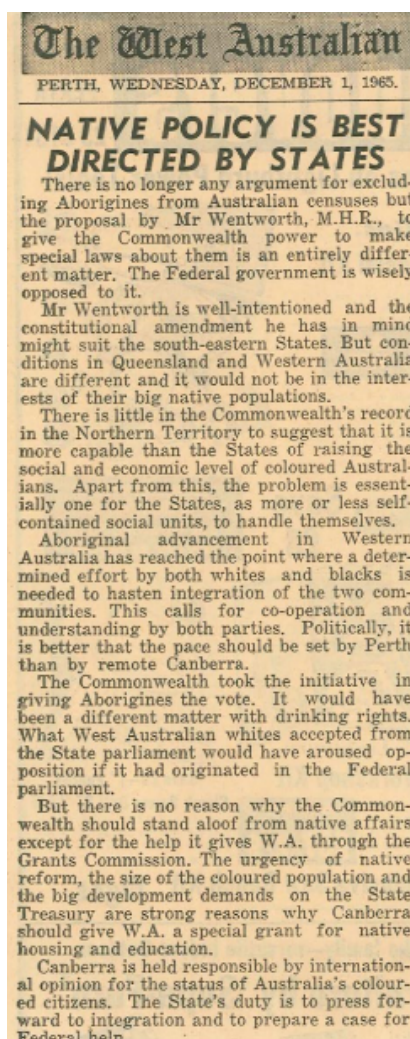 The West Australian
PERTH, WEDNESDAY, DECEMBER 1, 1965.
NATIVE POLICY IS BEST
DIRECTED BY STATES
There is no longer any argument for exclud-
ing Aborigines from Australian censuses but
the proposal by Mr Wentworth, M.H.R., to
give the Commonwealth power to make
special laws about them is an entirely differ-
ent matter. The Federal government is wisely
opposed to it.
Mr Wentworth is well-intentioned and the
constitutional amendment he has in mind
might suit the south-eastern States. But con-
ditions in Queensland and Western Australia
are different and it would not be in the inter-
ests of their big native populations.
There is little in the Commonwealth's record
in the Northern Territory to suggest that it is
more capable than the States of raising the
social and economic level of coloured Austral-
ians. Apart from this, the problem is essent-
ially one for the States, as more or less self-
contained social units, to handle themselves.
Aboriginal advancement in Western
Australia has reached the point where a deter-
mined effort by both whites and blacks is
needed to hasten integration of the two com-
munities. This calls for co-operation and
understanding by both parties. Politically, it
is better that the pace should be set by Perth
than by remote Canberra.
The Commonwealth took the initiative in
giving Aborigines the vote. It would have
been a different matter with drinking rights.
What West Australian whites accepted from
the State parliament would have aroused op-
position if it had originated in the Federal
parliament.
But there is no reason why the Common-
wealth should stand aloof from native affairs
except for the help it gives W.A. through the
Grants Commission. The urgency of native
reform, the size of the coloured population and
the big development demands on the State
Treasury are strong reasons why Canberra
should give W.A. a special grant for native
housing and education.
Canberra is held responsible by internation-
al opinion for the status of Australia's colour-
ed citizens. The State's duty is to press for-
ward to integration and to prepare a case for
Federal help.